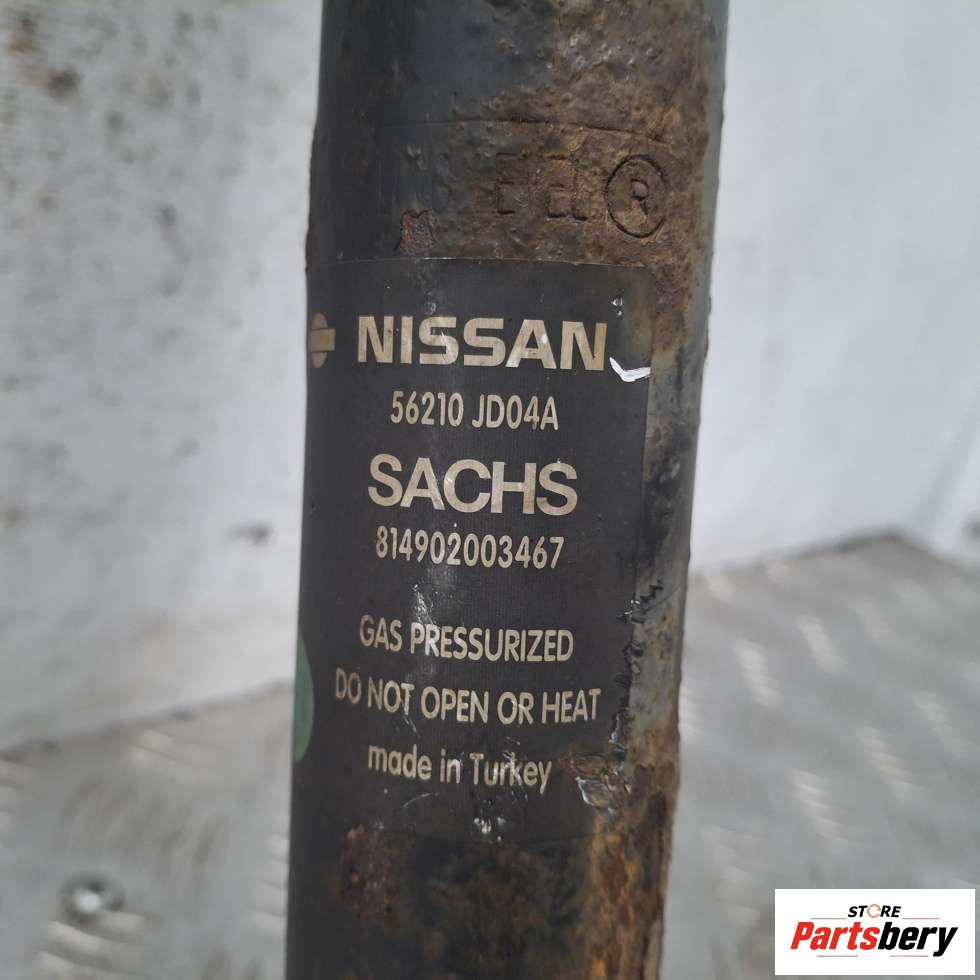 ®
NISSAN
56210 JD04A
SACHS
814902003467
GAS PRESSURIZED
DO NOT OPEN OR HEAT
made in Turkey
STORE
Partsbery